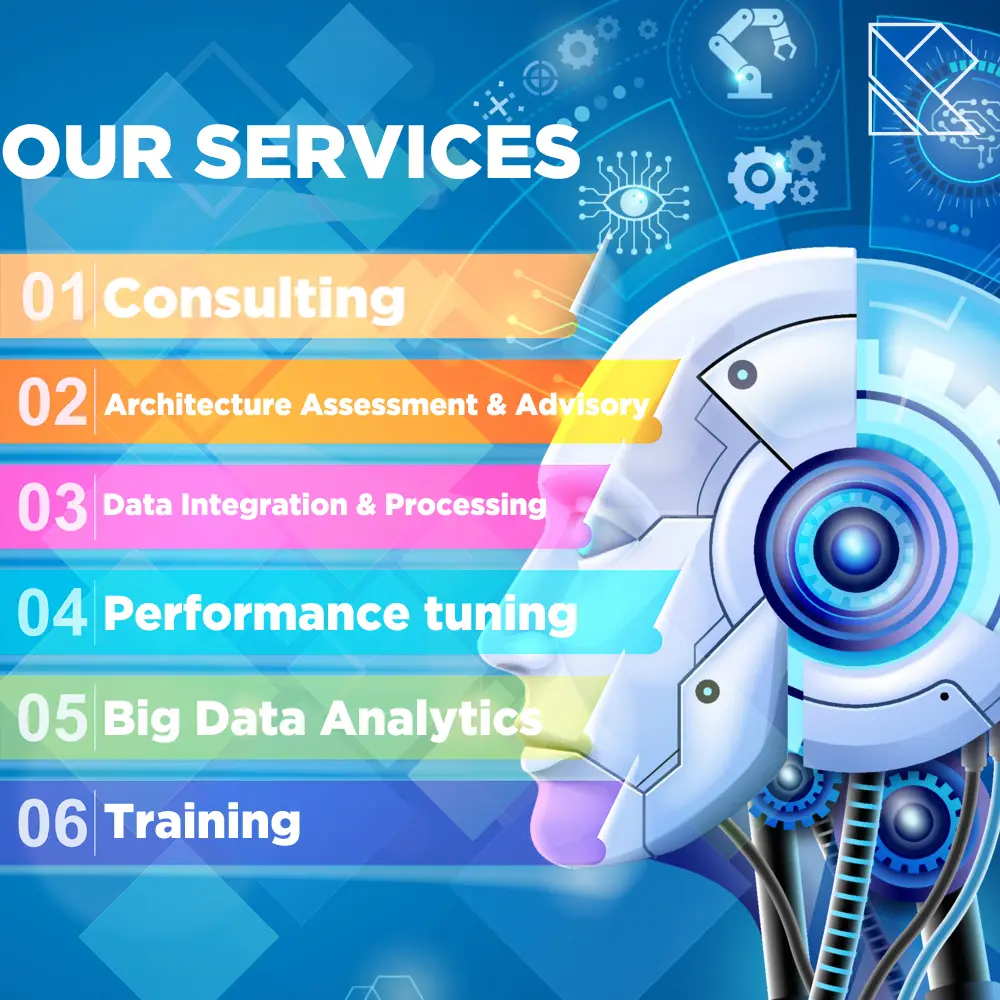 OUR SERVICES
01 Consulting
02 Architecture Assessment & Advisory
03 Data Integration & Processing
04 Performance tuning
05 Big Data Analytics
06 Training